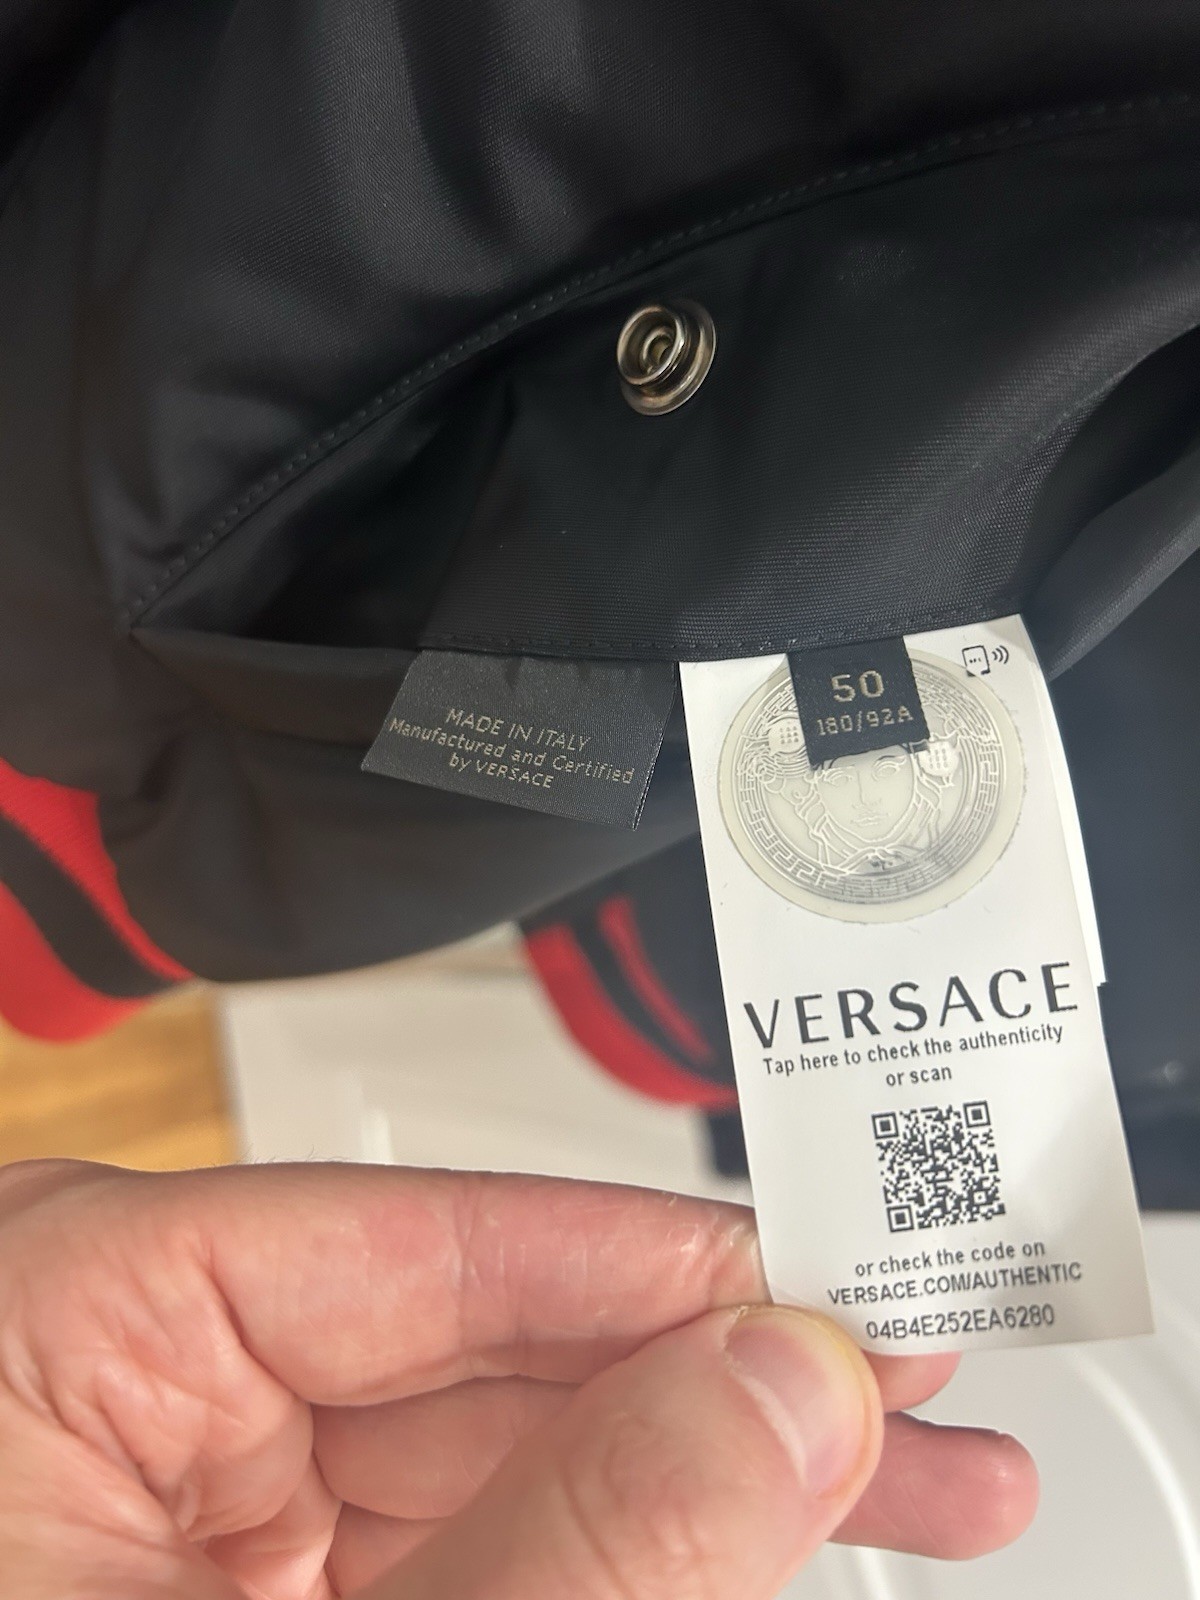 MADE IN ITALY
Manufactured and Certified
by VERSACE
50
180/92A
VERSACE
Tap here to check the authenticity
or scan
or check the code on
VERSACE.COM/AUTHENTIC
04B4E252EA6280